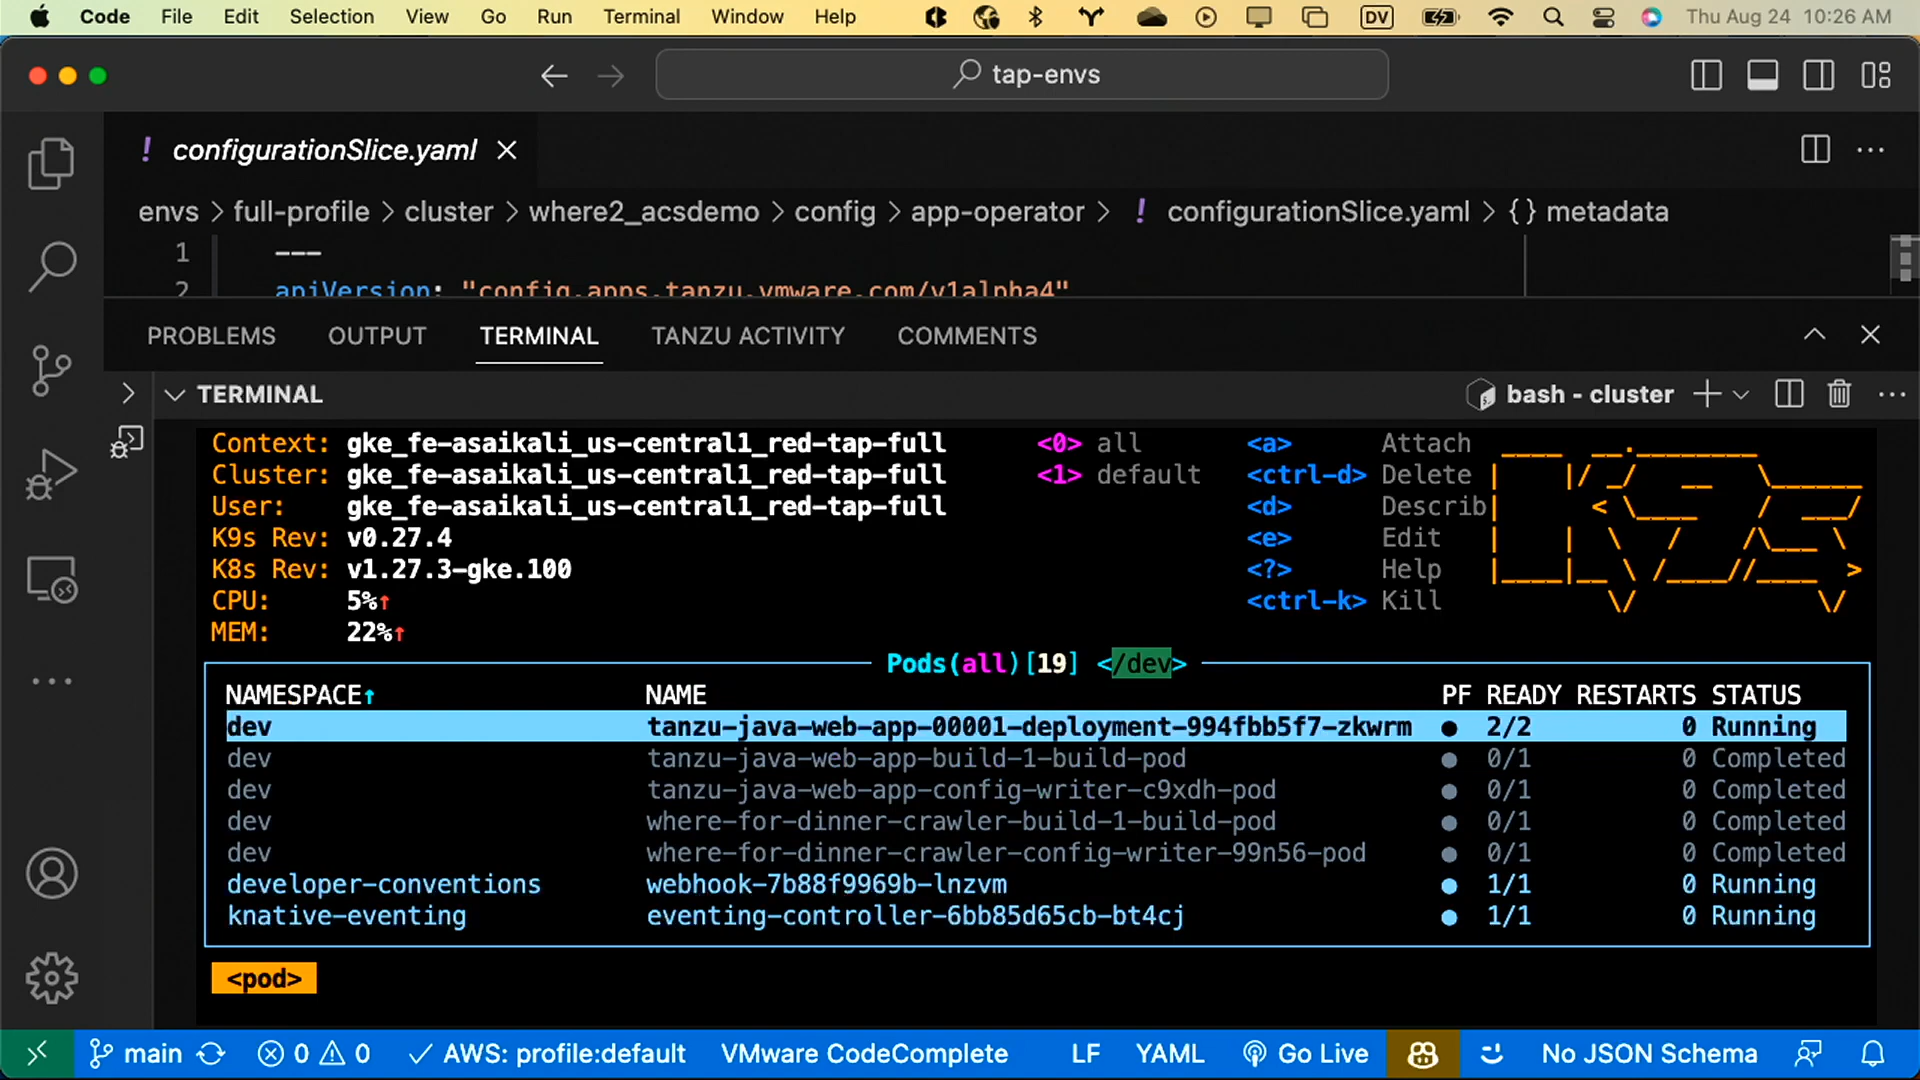 Code File Edit Selection View Go Run Terminal Window Help DV Thu Aug 24 10:26 AM
tap-envs
! configurationSlice.yaml
envs > full-profile > cluster > where2_acsdemo > config > app-operator > ! configurationSlice.yaml > {} metadata
1 ---
2 apiVersion: "config.apps.tanzu.vmware.com/v1alpha4"
PROBLEMS OUTPUT TERMINAL TANZU ACTIVITY COMMENTS
TERMINAL bash - cluster
Context: gke_fe-asaikali_us-central1_red-tap-full <0> all <a> Attach
Cluster: gke_fe-asaikali_us-central1_red-tap-full <1> default <ctrl-d> Delete
User: gke_fe-asaikali_us-central1_red-tap-full <d> Describ
K9s Rev: v0.27.4 <e> Edit
K8s Rev: v1.27.3-gke.100 <?> Help
CPU: 5%↑ <ctrl-k> Kill
MEM: 22%↑
Pods(all)[19] </dev>
NAMESPACE↑ NAME PF READY RESTARTS STATUS
dev tanzu-java-web-app-00001-deployment-994fbb5f7-zkwrm ● 2/2 0 Running
dev tanzu-java-web-app-build-1-build-pod ● 0/1 0 Completed
dev tanzu-java-web-app-config-writer-c9xdh-pod ● 0/1 0 Completed
dev where-for-dinner-crawler-build-1-build-pod ● 0/1 0 Completed
dev where-for-dinner-crawler-config-writer-99n56-pod ● 0/1 0 Completed
developer-conventions webhook-7b88f9969b-lnzvm ● 1/1 0 Running
knative-eventing eventing-controller-6bb85d65cb-bt4cj ● 1/1 0 Running
<pod>
main 0 0 AWS: profile:default VMware CodeComplete LF YAML Go Live No JSON Schema